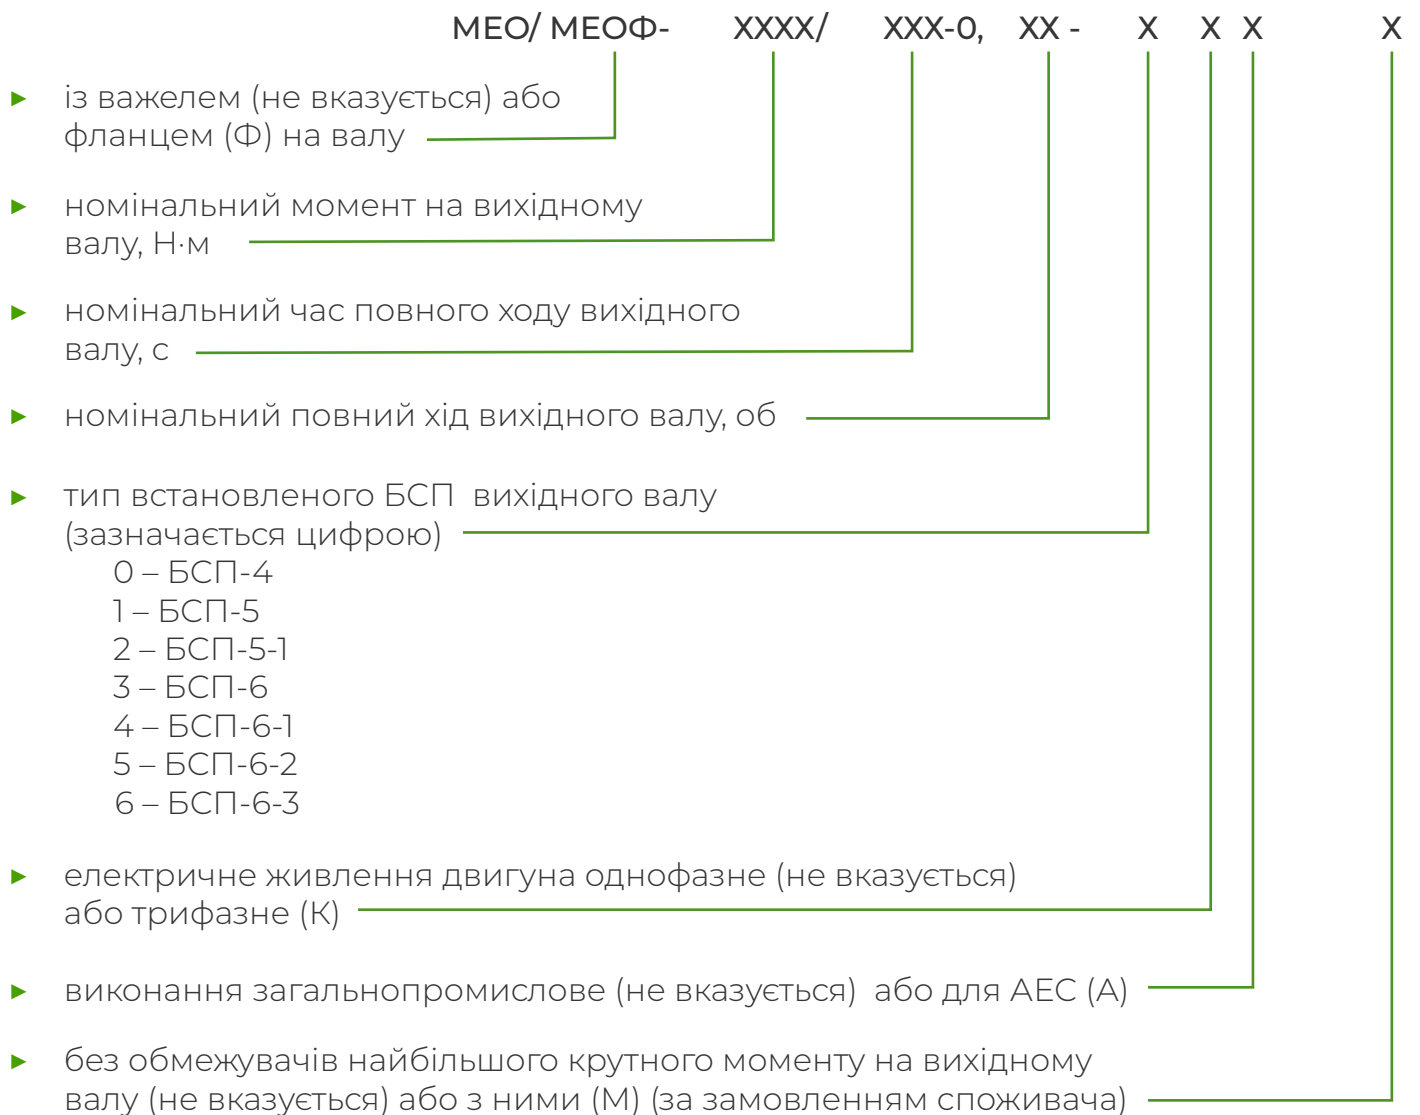 МЕО/ МЕОФ- ХХХХ/ ХХХ-0, ХХ - Х Х Х Х
► із важелем (не вказується) або
фланцем (Ф) на валу
► номінальний момент на вихідному
валу, Н·м
► номінальний час повного ходу вихідного
валу, с
► номінальний повний хід вихідного валу, об
► тип встановленого БСП вихідного валу
(зазначається цифрою)
0 – БСП-4
1 – БСП-5
2 – БСП-5-1
3 – БСП-6
4 – БСП-6-1
5 – БСП-6-2
6 – БСП-6-3
► електричне живлення двигуна однофазне (не вказується)
або трифазне (К)
► виконання загальнопромислове (не вказується) або для АЕС (А)
► без обмежувачів найбільшого крутного моменту на вихідному
валу (не вказується) або з ними (М) (за замовленням споживача)